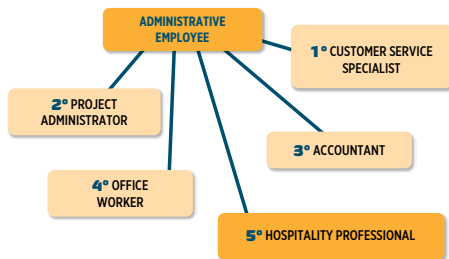 ADMINISTRATIVE
EMPLOYEE
1° CUSTOMER SERVICE
SPECIALIST
2° PROJECT
ADMINISTRATOR
3° ACCOUNTANT
4° OFFICE
WORKER
5° HOSPITALITY PROFESSIONAL